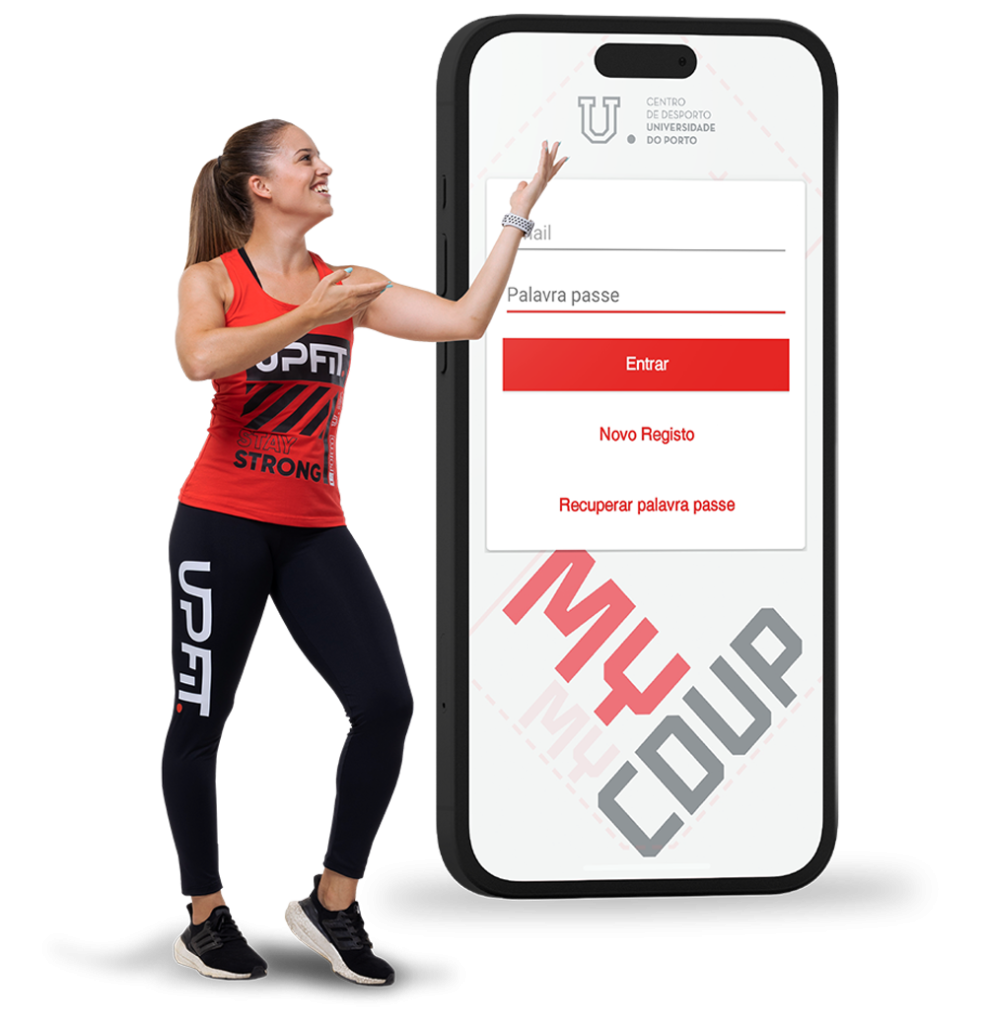 U.
CENTRO
DE DESPORTO
UNIVERSIDADE
DO PORTO
Palavra passe
Entrar
Novo Registo
Recuperar palavra passe
MY
MY
CDUP
UPFIT.
STAY
STRONG
UPFIT.